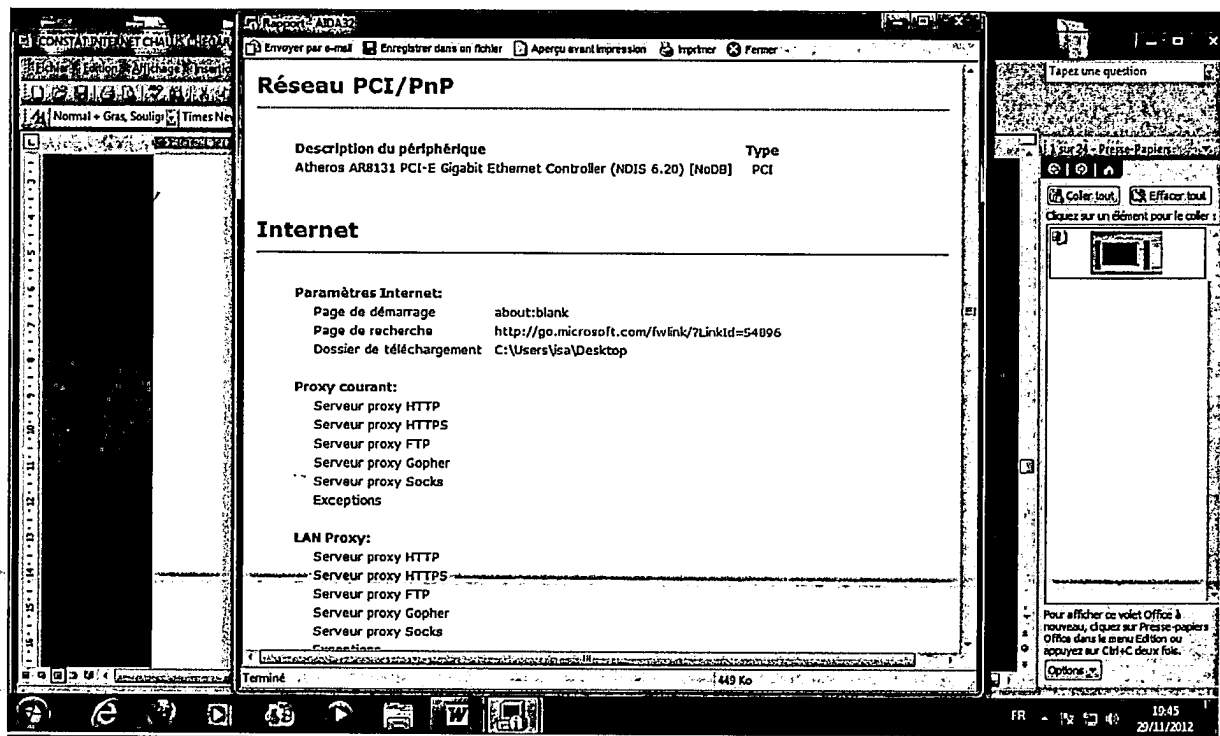 Rapport - AIDA32
Envoyer par e-mail Enregistrer dans un fichier Aperçu avant impression Imprimer Fermer
CONSTAT INTERNET
Tapez une question
Normal + Gras, Soulig Times Ne
1 sur 24 - Presse-Papiers
Coller tout Effacer tout
Cliquez sur un élément pour le coller :
Réseau PCI/PnP
Description du périphérique Type
Atheros AR8131 PCI-E Gigabit Ethernet Controller (NDIS 6.20) [NoDB] PCI
Internet
Paramètres Internet:
Page de démarrage about:blank
Page de recherche http://go.microsoft.com/fwlink/?LinkId=54896
Dossier de téléchargement C:\Users\isa\Desktop
Proxy courant:
Serveur proxy HTTP
Serveur proxy HTTPS
Serveur proxy FTP
Serveur proxy Gopher
Serveur proxy Socks
Exceptions
LAN Proxy:
Serveur proxy HTTP
Serveur proxy HTTPS
Serveur proxy FTP
Serveur proxy Gopher
Serveur proxy Socks
Exceptions
Pour afficher ce volet Office à
nouveau, cliquez sur Presse-papiers
Office dans le menu Edition ou
appuyez sur Ctrl+C deux fois.
Options
Terminé 449 Ko
FR 19:45
29/11/2012